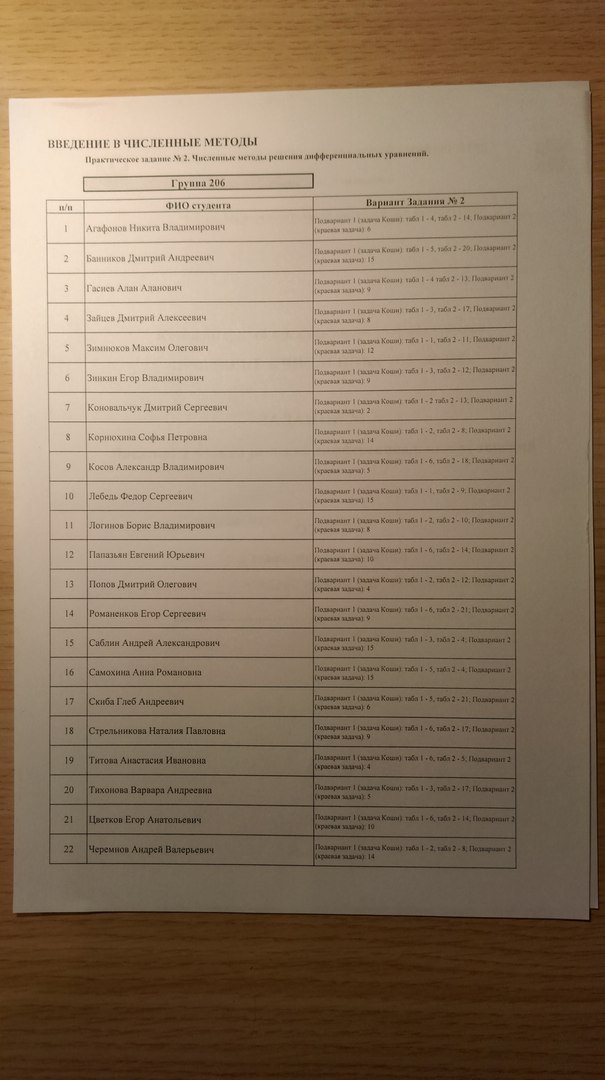 ВВЕДЕНИЕ В ЧИСЛЕННЫЕ МЕТОДЫ
Практическое задание № 2. Численные методы решения дифференциальных уравнений.
Группа 206
п/п ФИО студента Вариант Задания № 2
1 Агафонов Никита Владимирович Подвариант 1 (задача Коши): табл 1 - 4, табл 2 - 14; Подвариант 2
(краевая задача): 6
2 Банников Дмитрий Андреевич Подвариант 1 (задача Коши): табл 1 - 5, табл 2 - 20; Подвариант 2
(краевая задача): 15
3 Гасиев Алан Аланович Подвариант 1 (задача Коши): табл 1 - 4 табл 2 - 13; Подвариант 2
(краевая задача): 9
4 Зайцев Дмитрий Алексеевич Подвариант 1 (задача Коши): табл 1 - 3, табл 2 - 17; Подвариант 2
(краевая задача): 8
5 Зимнюков Максим Олегович Подвариант 1 (задача Коши): табл 1 - 1, табл 2 - 11; Подвариант 2
(краевая задача): 12
6 Зинкин Егор Владимирович Подвариант 1 (задача Коши): табл 1 - 3, табл 2 - 12; Подвариант 2
(краевая задача): 9
7 Коновальчук Дмитрий Сергеевич Подвариант 1 (задача Коши): табл 1 - 2 табл 2 - 13; Подвариант 2
(краевая задача): 2
8 Корнюхина Софья Петровна Подвариант 1 (задача Коши): табл 1 - 2, табл 2 - 8; Подвариант 2
(краевая задача): 14
9 Косов Александр Владимирович Подвариант 1 (задача Коши): табл 1 - 6, табл 2 - 18; Подвариант 2
(краевая задача): 5
10 Лебедь Федор Сергеевич Подвариант 1 (задача Коши): табл 1 - 1, табл 2 - 9; Подвариант 2
(краевая задача): 15
11 Логинов Борис Владимирович Подвариант 1 (задача Коши): табл 1 - 2, табл 2 - 10; Подвариант 2
(краевая задача): 8
12 Папазьян Евгений Юрьевич Подвариант 1 (задача Коши): табл 1 - 6, табл 2 - 14; Подвариант 2
(краевая задача): 10
13 Попов Дмитрий Олегович Подвариант 1 (задача Коши): табл 1 - 2, табл 2 - 12; Подвариант 2
(краевая задача): 4
14 Романенков Егор Сергеевич Подвариант 1 (задача Коши): табл 1 - 6, табл 2 - 21; Подвариант 2
(краевая задача): 9
15 Саблин Андрей Александрович Подвариант 1 (задача Коши): табл 1 - 3, табл 2 - 4; Подвариант 2
(краевая задача): 15
16 Самохина Анна Романовна Подвариант 1 (задача Коши): табл 1 - 5, табл 2 - 4; Подвариант 2
(краевая задача): 15
17 Скиба Глеб Андреевич Подвариант 1 (задача Коши): табл 1 - 5, табл 2 - 21; Подвариант 2
(краевая задача): 6
18 Стрельникова Наталия Павловна Подвариант 1 (задача Коши): табл 1 - 6, табл 2 - 17; Подвариант 2
(краевая задача): 9
19 Титова Анастасия Ивановна Подвариант 1 (задача Коши): табл 1 - 6, табл 2 - 5; Подвариант 2
(краевая задача): 4
20 Тихонова Варвара Андреевна Подвариант 1 (задача Коши): табл 1 - 3, табл 2 - 17; Подвариант 2
(краевая задача): 5
21 Цветков Егор Анатольевич Подвариант 1 (задача Коши): табл 1 - 6, табл 2 - 14; Подвариант 2
(краевая задача): 10
22 Черемнов Андрей Валерьевич Подвариант 1 (задача Коши): табл 1 - 2, табл 2 - 8; Подвариант 2
(краевая задача): 14